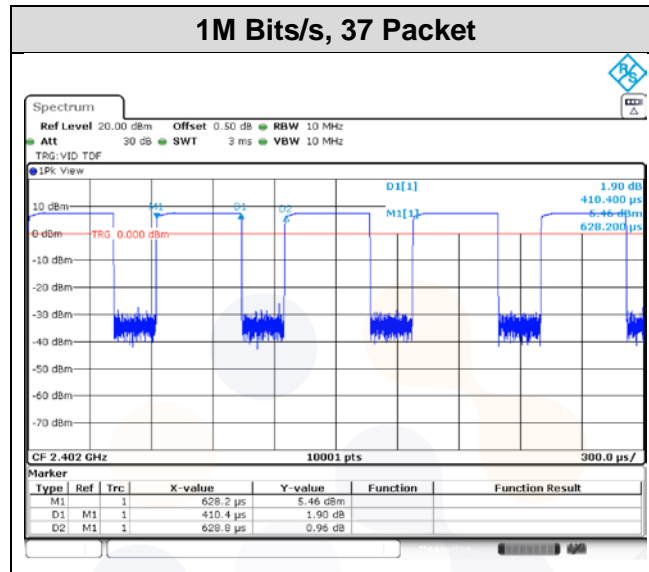 1M Bits/s, 37 Packet
R&S
Spectrum
Ref Level 20.00 dBm Offset 0.50 dB RBW 10 MHz
Att 30 dB SWT 3 ms VBW 10 MHz
TRG:VID TDF
1Pk View
D1[1] 1.90 dB
410.400 µs
10 dBm M1 D1 D2 M1[1] 5.46 dBm
628.200 µs
0 dBm TRG 0.000 dBm
-10 dBm
-20 dBm
-30 dBm
-40 dBm
-50 dBm
-60 dBm
-70 dBm
CF 2.402 GHz 10001 pts 300.0 µs/
Marker
Type Ref Trc X-value Y-value Function Function Result
M1 1 628.2 µs 5.46 dBm
D1 M1 1 410.4 µs 1.90 dB
D2 M1 1 628.8 µs 0.96 dB